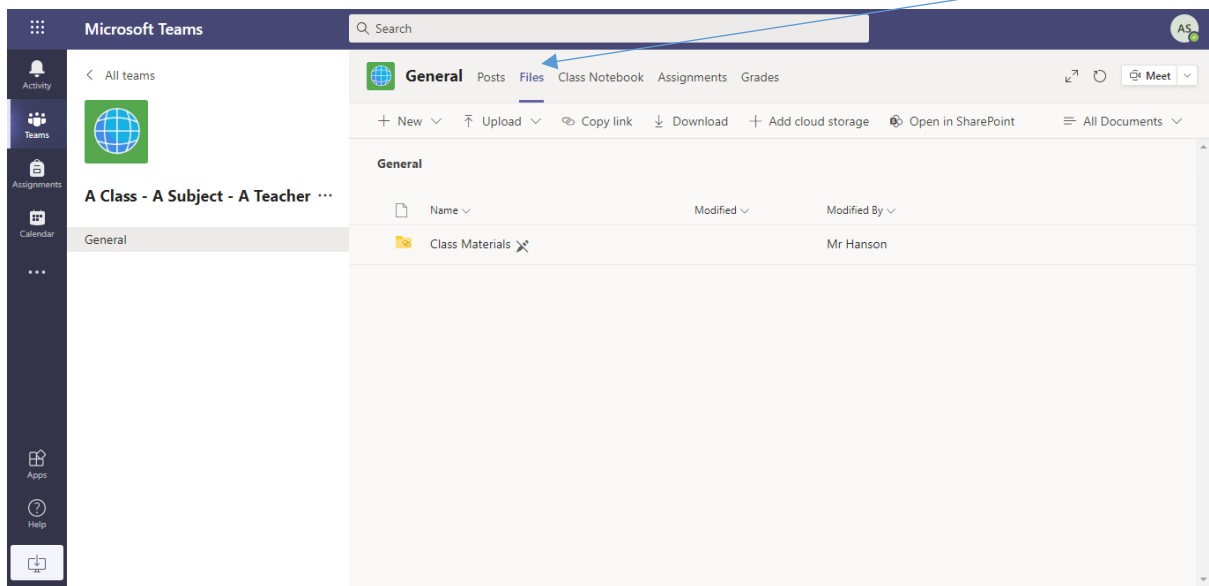 Microsoft Teams
Search
AS
Activity
Teams
Assignments
Calendar
Apps
Help
All teams
A Class - A Subject - A Teacher ...
General
General Posts Files Class Notebook Assignments Grades
Meet
New Upload Copy link Download Add cloud storage Open in SharePoint All Documents
General
Name Modified Modified By
Class Materials Mr Hanson